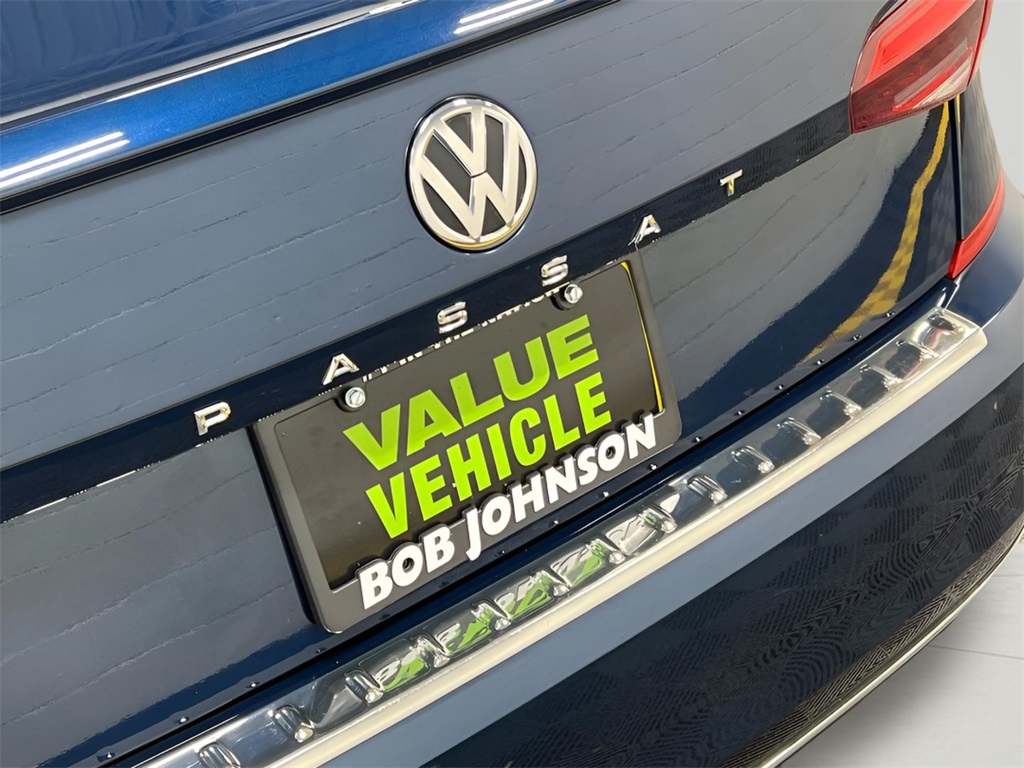 VW
PASSAT
VALUE
VEHICLE
BOB JOHNSON